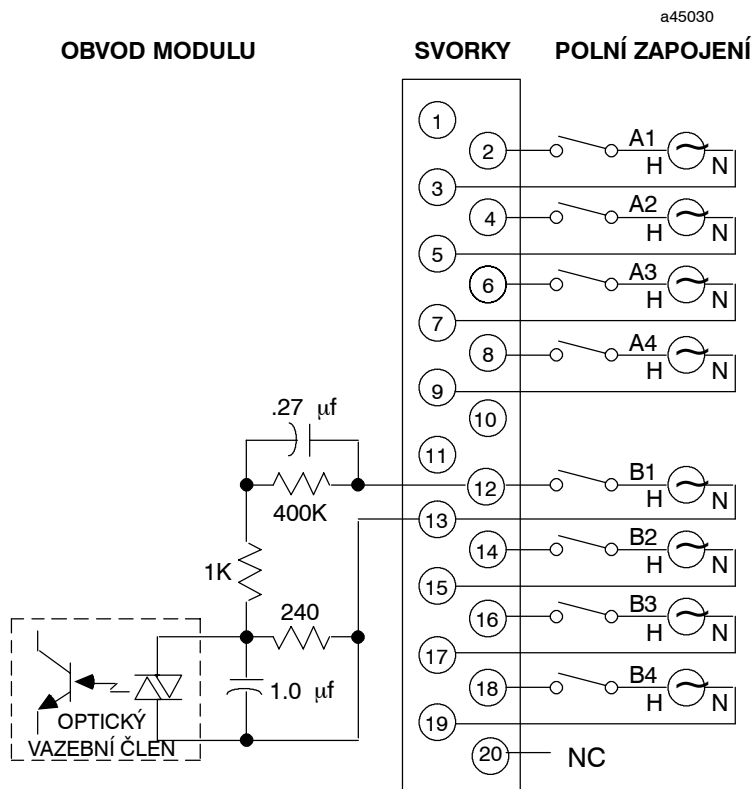 a45030
OBVOD MODULU SVORKY POLNÍ ZAPOJENÍ
1
2 A1
H N
3
4 A2
H N
5
6 A3
H N
7
8 A4
H N
9
.27 µf
10
11
12 B1
H N
400K
13
14 B2
H N
1K
15
240
16 B3
H N
17
18 B4
H N
1.0 µf
19
OPTICKÝ
VAZEBNÍ ČLEN
20 NC